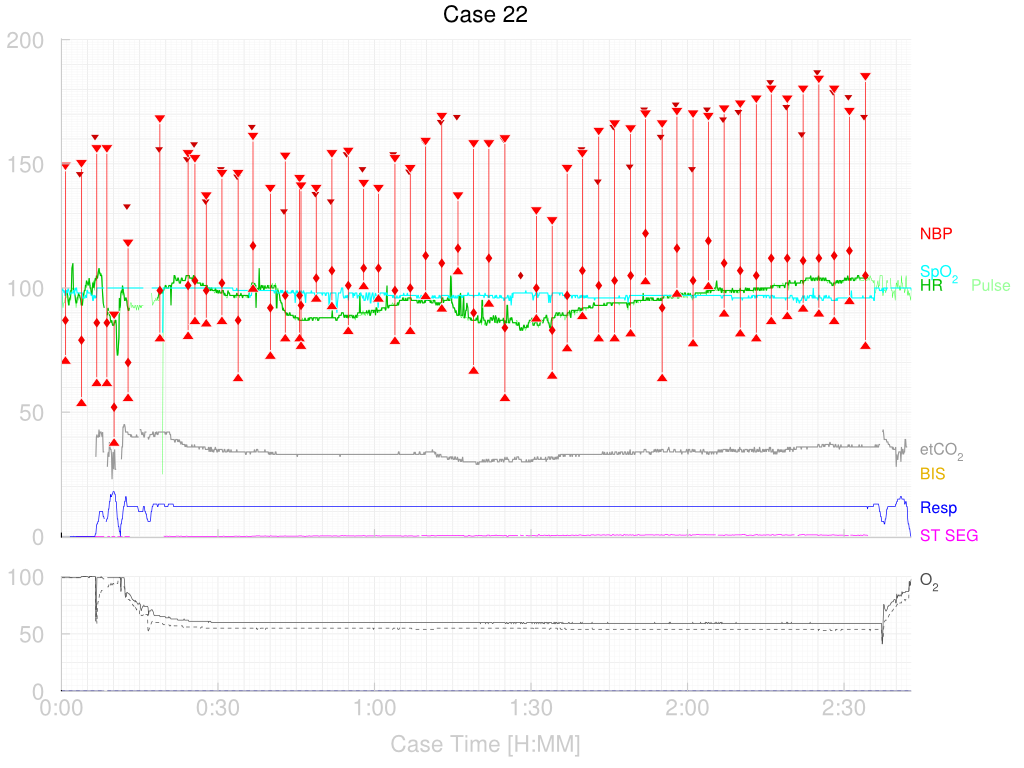 Case 22
200
150
100
50
0
NBP
SpO2
HR Pulse
etCO2
BIS
Resp
ST SEG
100
50
0
O2
0:00 0:30 1:00 1:30 2:00 2:30
Case Time [H:MM]